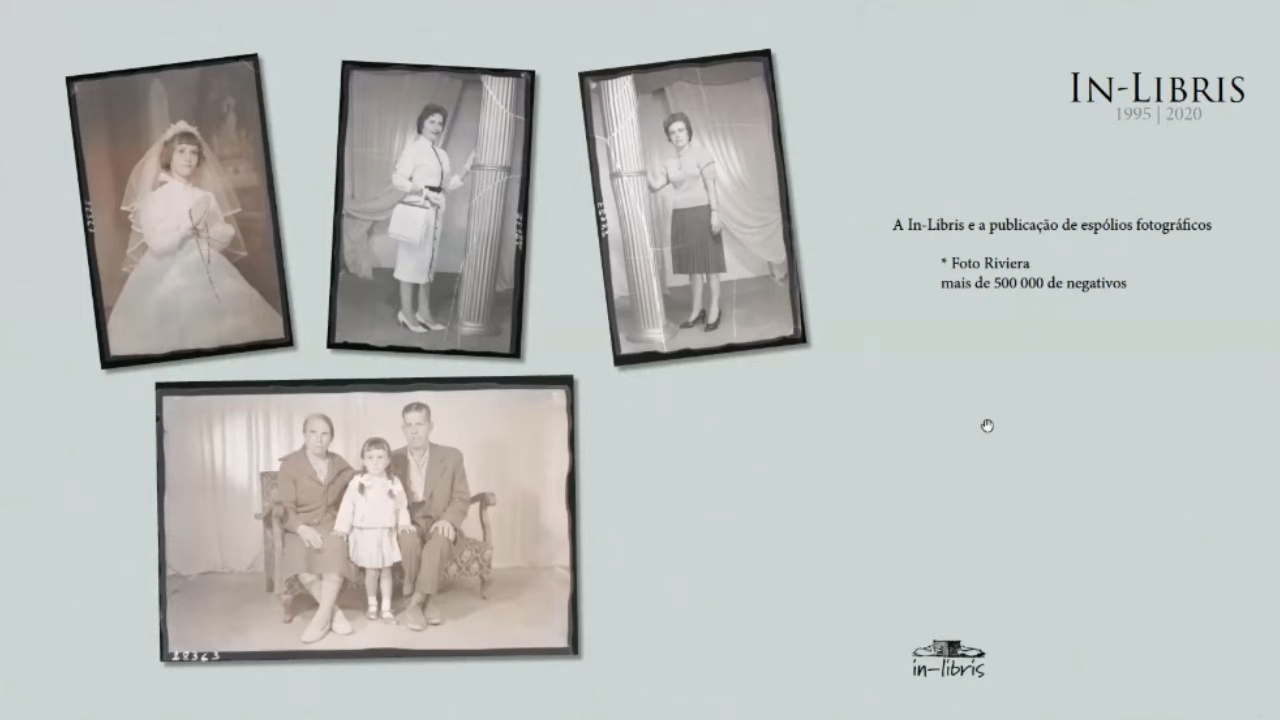 IN-LIBRIS
1995 | 2020
A In-Libris e a publicação de espólios fotográficos
* Foto Riviera
mais de 500 000 de negativos
in-libris